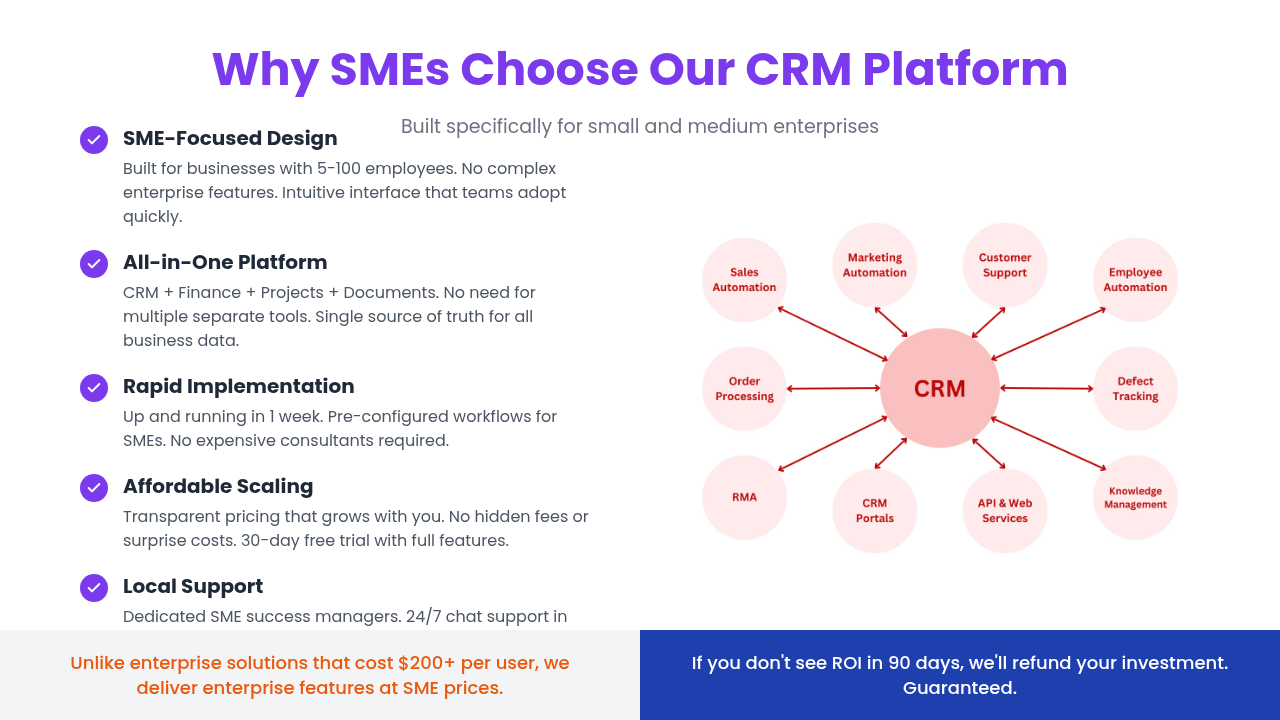 Why SMEs Choose Our CRM Platform
Built specifically for small and medium enterprises
SME-Focused Design
Built for businesses with 5-100 employees. No complex
enterprise features. Intuitive interface that teams adopt
quickly.
All-in-One Platform
CRM + Finance + Projects + Documents. No need for
multiple separate tools. Single source of truth for all
business data.
Rapid Implementation
Up and running in 1 week. Pre-configured workflows for
SMEs. No expensive consultants required.
Affordable Scaling
Transparent pricing that grows with you. No hidden fees or
surprise costs. 30-day free trial with full features.
Local Support
Dedicated SME success managers. 24/7 chat support in
Sales
Automation
Marketing
Automation
Customer
Support
Employee
Automation
Order
Processing
CRM
Defect
Tracking
RMA
CRM
Portals
API & Web
Services
Knowledge
Management
Unlike enterprise solutions that cost $200+ per user, we
deliver enterprise features at SME prices.
If you don't see ROI in 90 days, we'll refund your investment.
Guaranteed.